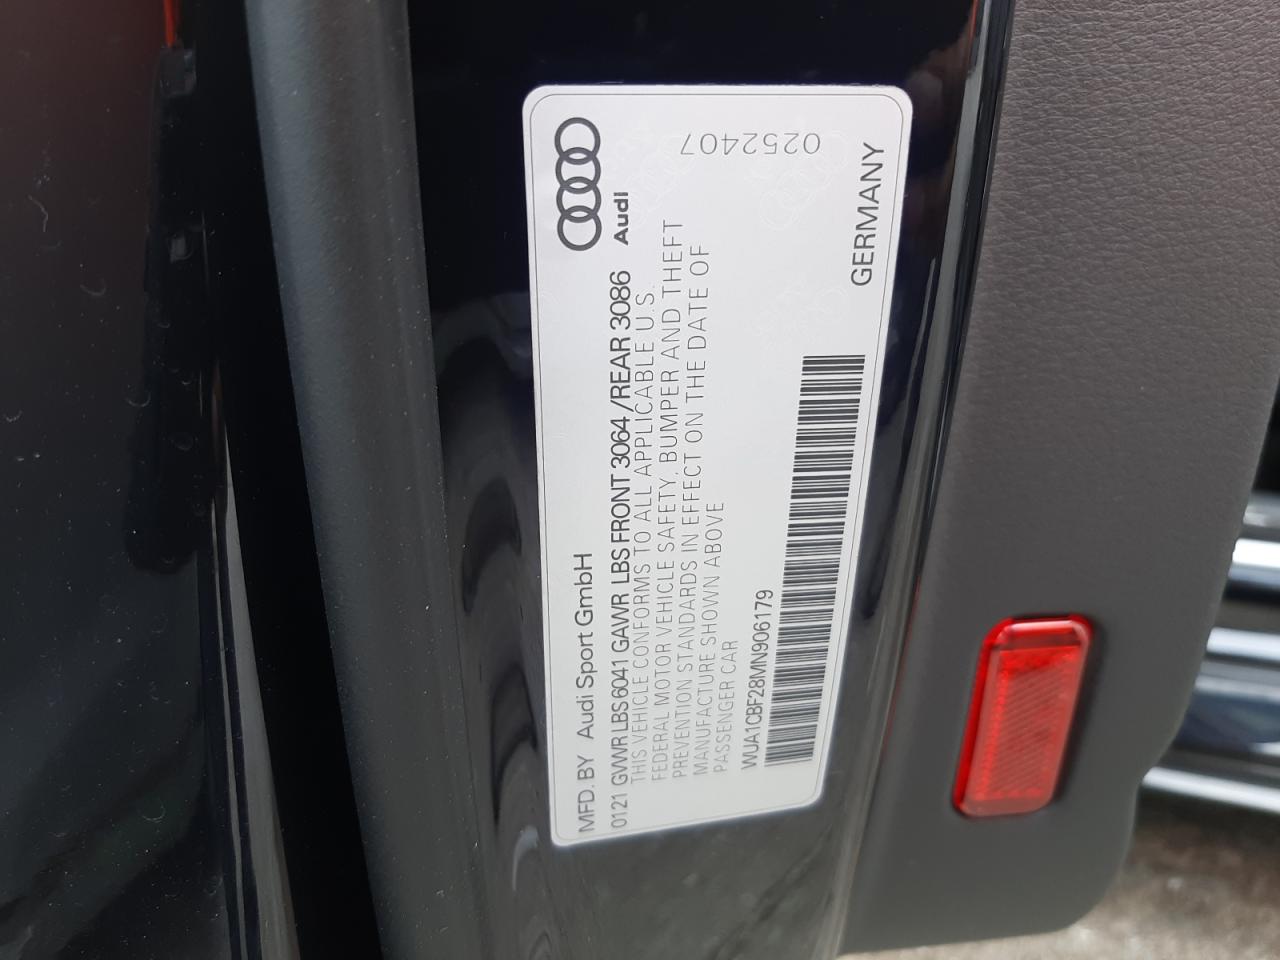 MFD. BY Audi Sport GmbH
Audi
0121 GVWR LBS 6041 GAWR LBS FRONT 3064 /REAR 3086
THIS VEHICLE CONFORMS TO ALL APPLICABLE U.S.
FEDERAL MOTOR VEHICLE SAFETY, BUMPER AND THEFT
PREVENTION STANDARDS IN EFFECT ON THE DATE OF
MANUFACTURE SHOWN ABOVE
PASSENGER CAR
WUA1CBF28MN906179
GERMANY
0252407